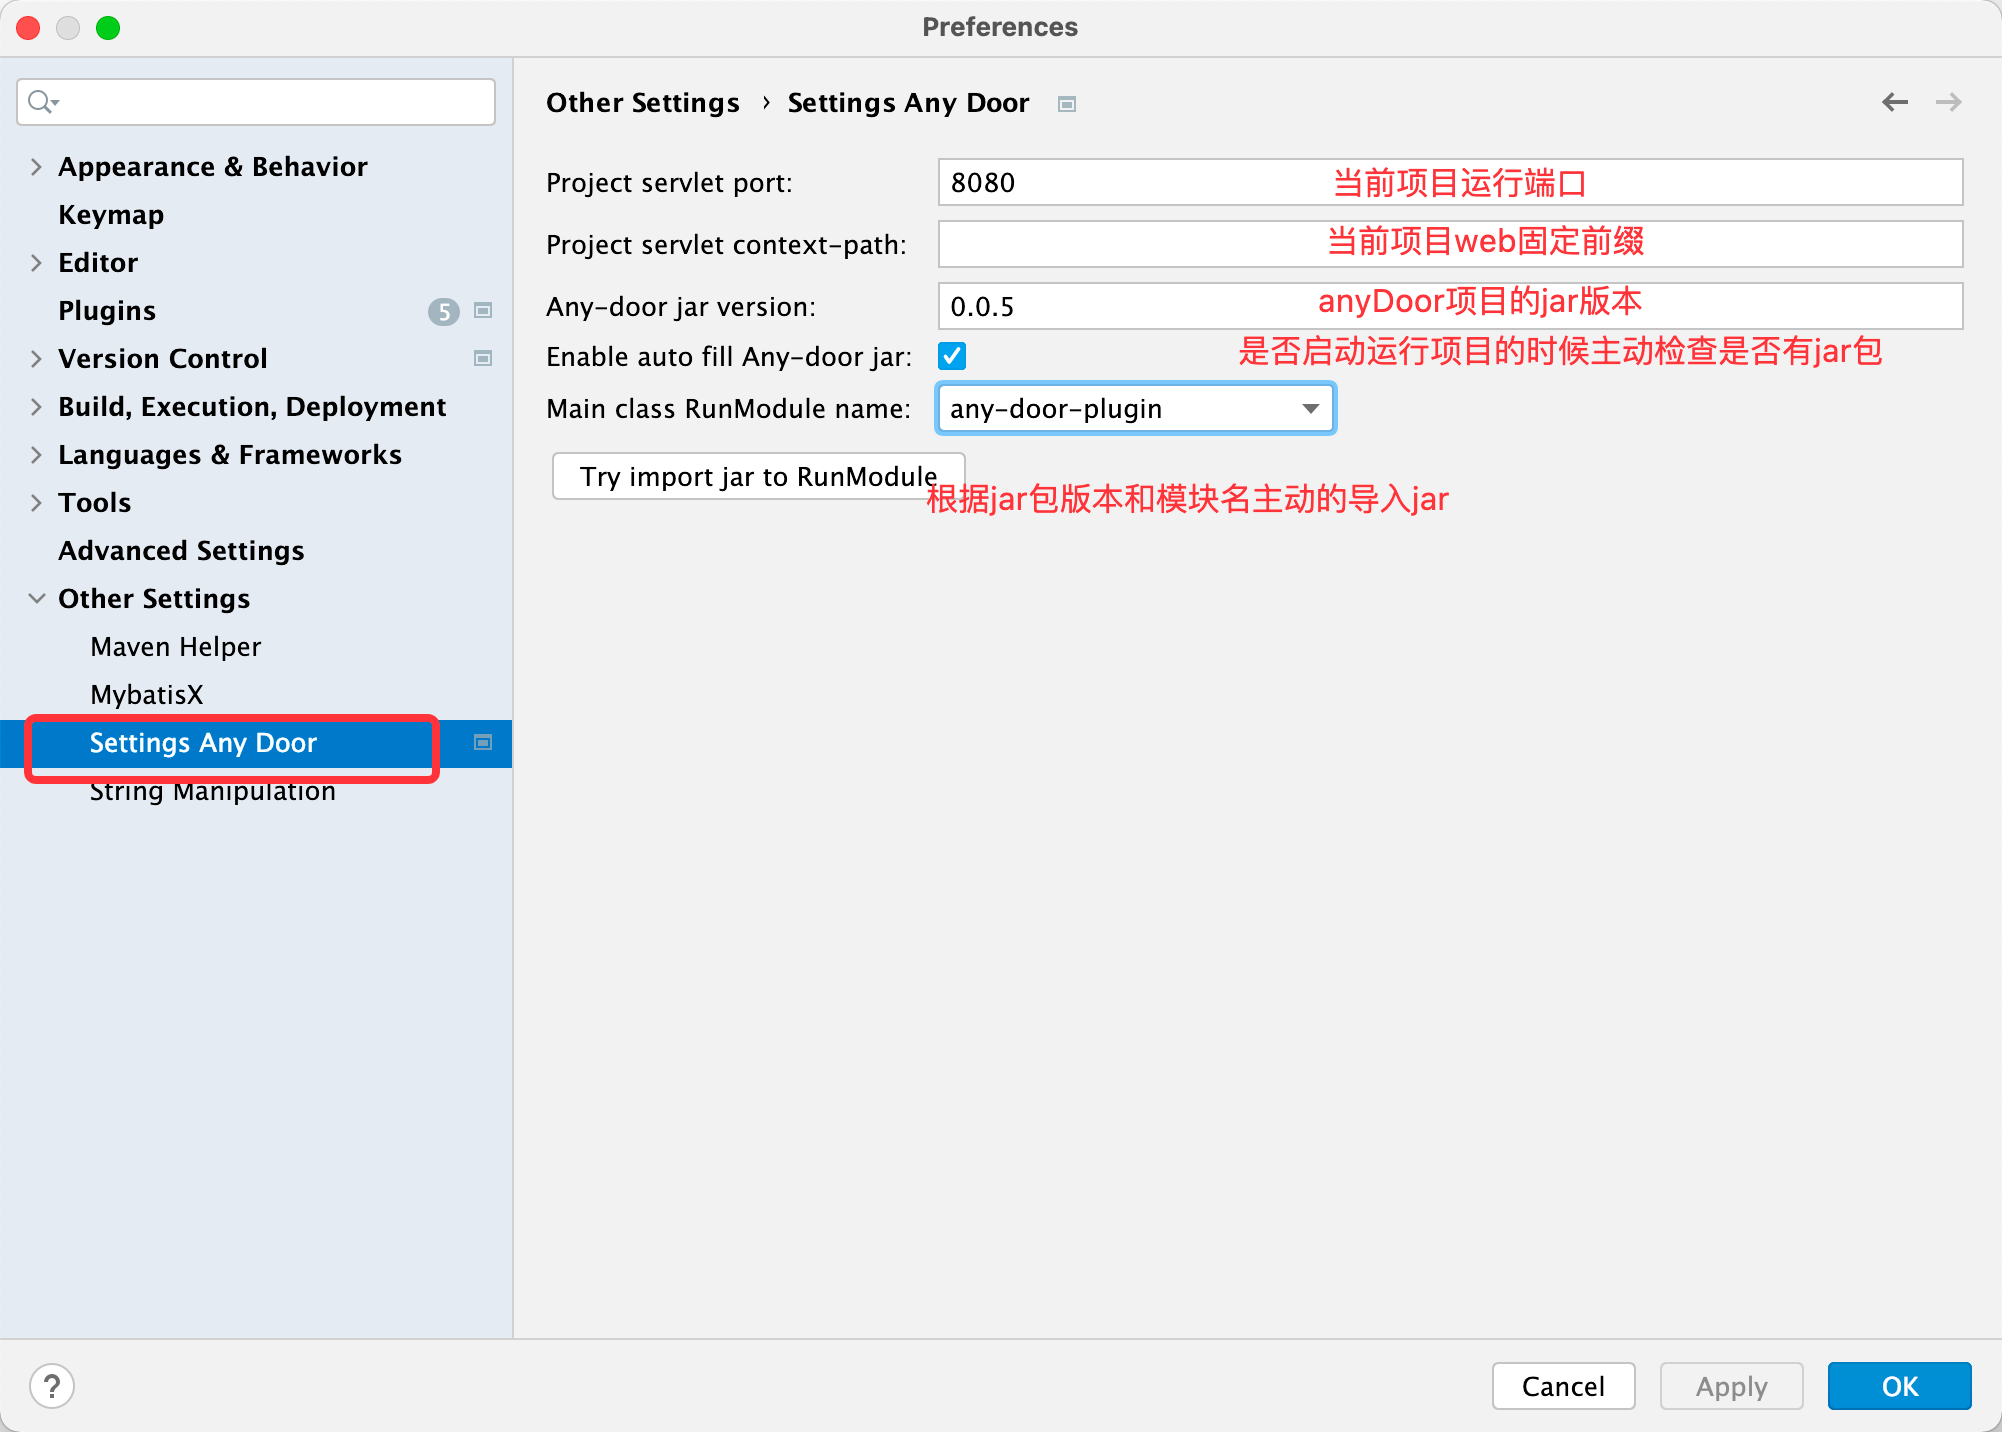 Preferences
Other Settings › Settings Any Door
Appearance & Behavior
Keymap
Editor
Plugins 5
Version Control
Build, Execution, Deployment
Languages & Frameworks
Tools
Advanced Settings
Other Settings
Maven Helper
MybatisX
Settings Any Door
String Manipulation
Project servlet port: 8080 当前项目运行端口
Project servlet context-path: 当前项目web固定前缀
Any-door jar version: 0.0.5 anyDoor项目的jar版本
Enable auto fill Any-door jar: 是否启动运行项目的时候主动检查是否有jar包
Main class RunModule name: any-door-plugin
Try import jar to RunModule
根据jar包版本和模块名主动的导入jar
? Cancel Apply OK